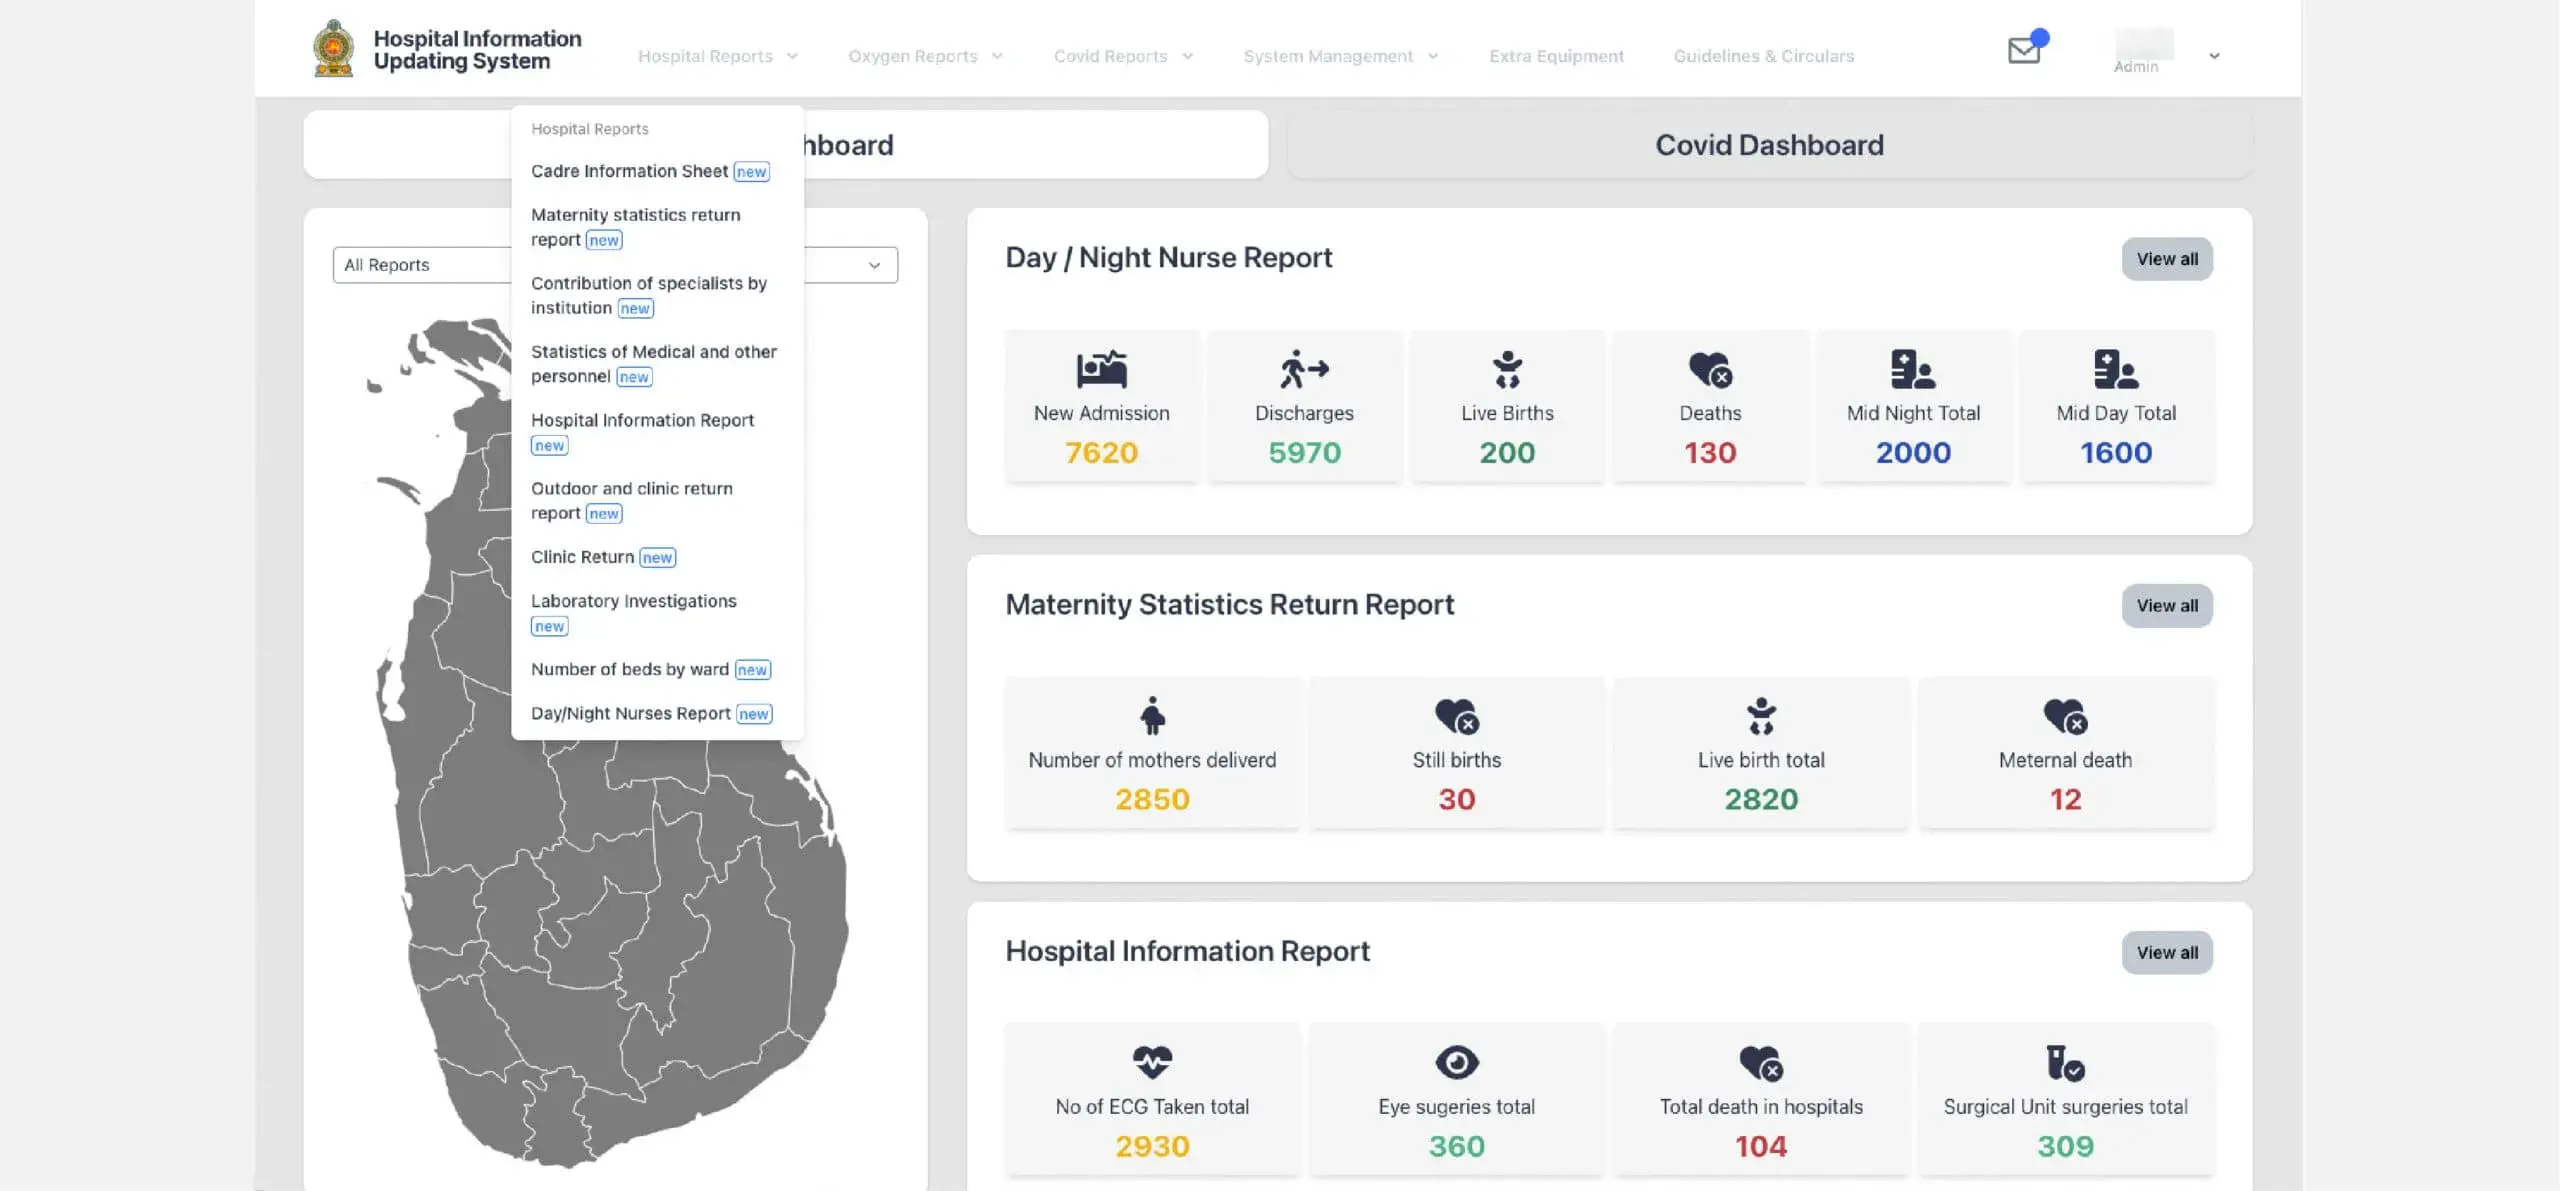 Hospital Information
Updating System
Hospital Reports
Oxygen Reports
Covid Reports
System Management
Extra Equipment
Guidelines & Circulars
Admin
hboard
Covid Dashboard
Hospital Reports
Cadre Information Sheet new
Maternity statistics return
report new
Contribution of specialists by
institution new
Statistics of Medical and other
personnel new
Hospital Information Report
new
Outdoor and clinic return
report new
Clinic Return new
Laboratory Investigations
new
Number of beds by ward new
Day/Night Nurses Report new
All Reports
Day / Night Nurse Report
View all
New Admission
7620
Discharges
5970
Live Births
200
Deaths
130
Mid Night Total
2000
Mid Day Total
1600
Maternity Statistics Return Report
View all
Number of mothers deliverd
2850
Still births
30
Live birth total
2820
Meternal death
12
Hospital Information Report
View all
No of ECG Taken total
2930
Eye sugeries total
360
Total death in hospitals
104
Surgical Unit surgeries total
309